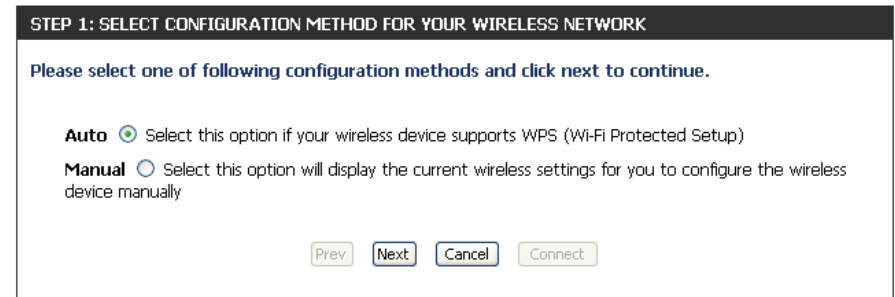 STEP 1: SELECT CONFIGURATION METHOD FOR YOUR WIRELESS NETWORK
Please select one of following configuration methods and click next to continue.
Auto Select this option if your wireless device supports WPS (Wi-Fi Protected Setup)
Manual Select this option will display the current wireless settings for you to configure the wireless
device manually
Prev Next Cancel Connect